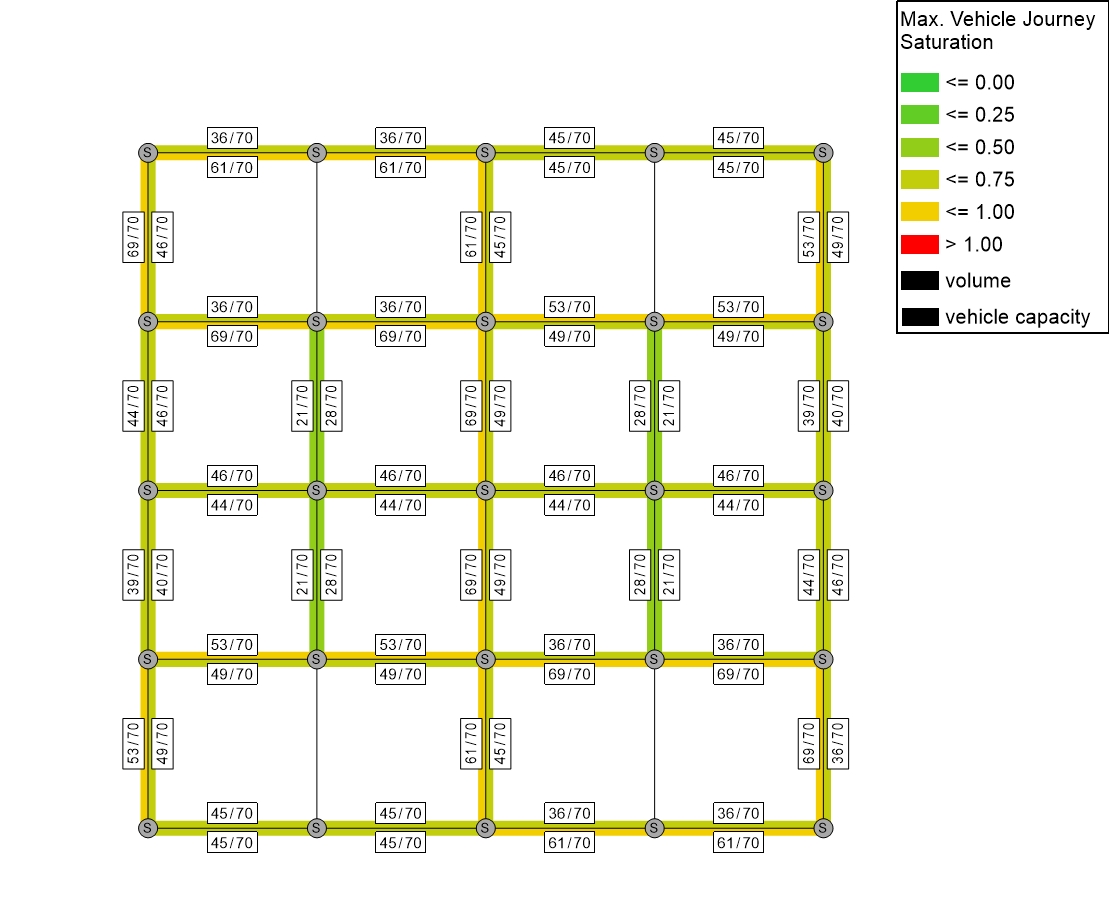 Max. Vehicle Journey
Saturation
<= 0.00
<= 0.25
<= 0.50
<= 0.75
<= 1.00
> 1.00
volume
vehicle capacity
36/70 36/70 45/70 45/70
S S S S S
61/70 61/70 45/70 45/70
69/70 46/70 61/70 45/70 53/70 49/70
36/70 36/70 53/70 53/70
S S S S S
69/70 69/70 49/70 49/70
44/70 46/70 21/70 28/70 69/70 49/70 28/70 21/70 39/70 40/70
46/70 46/70 46/70 46/70
S S S S S
44/70 44/70 44/70 44/70
39/70 40/70 21/70 28/70 69/70 49/70 28/70 21/70 44/70 46/70
53/70 53/70 36/70 36/70
S S S S S
49/70 49/70 69/70 69/70
53/70 49/70 61/70 45/70 69/70 36/70
45/70 45/70 36/70 36/70
S S S S S
45/70 45/70 61/70 61/70